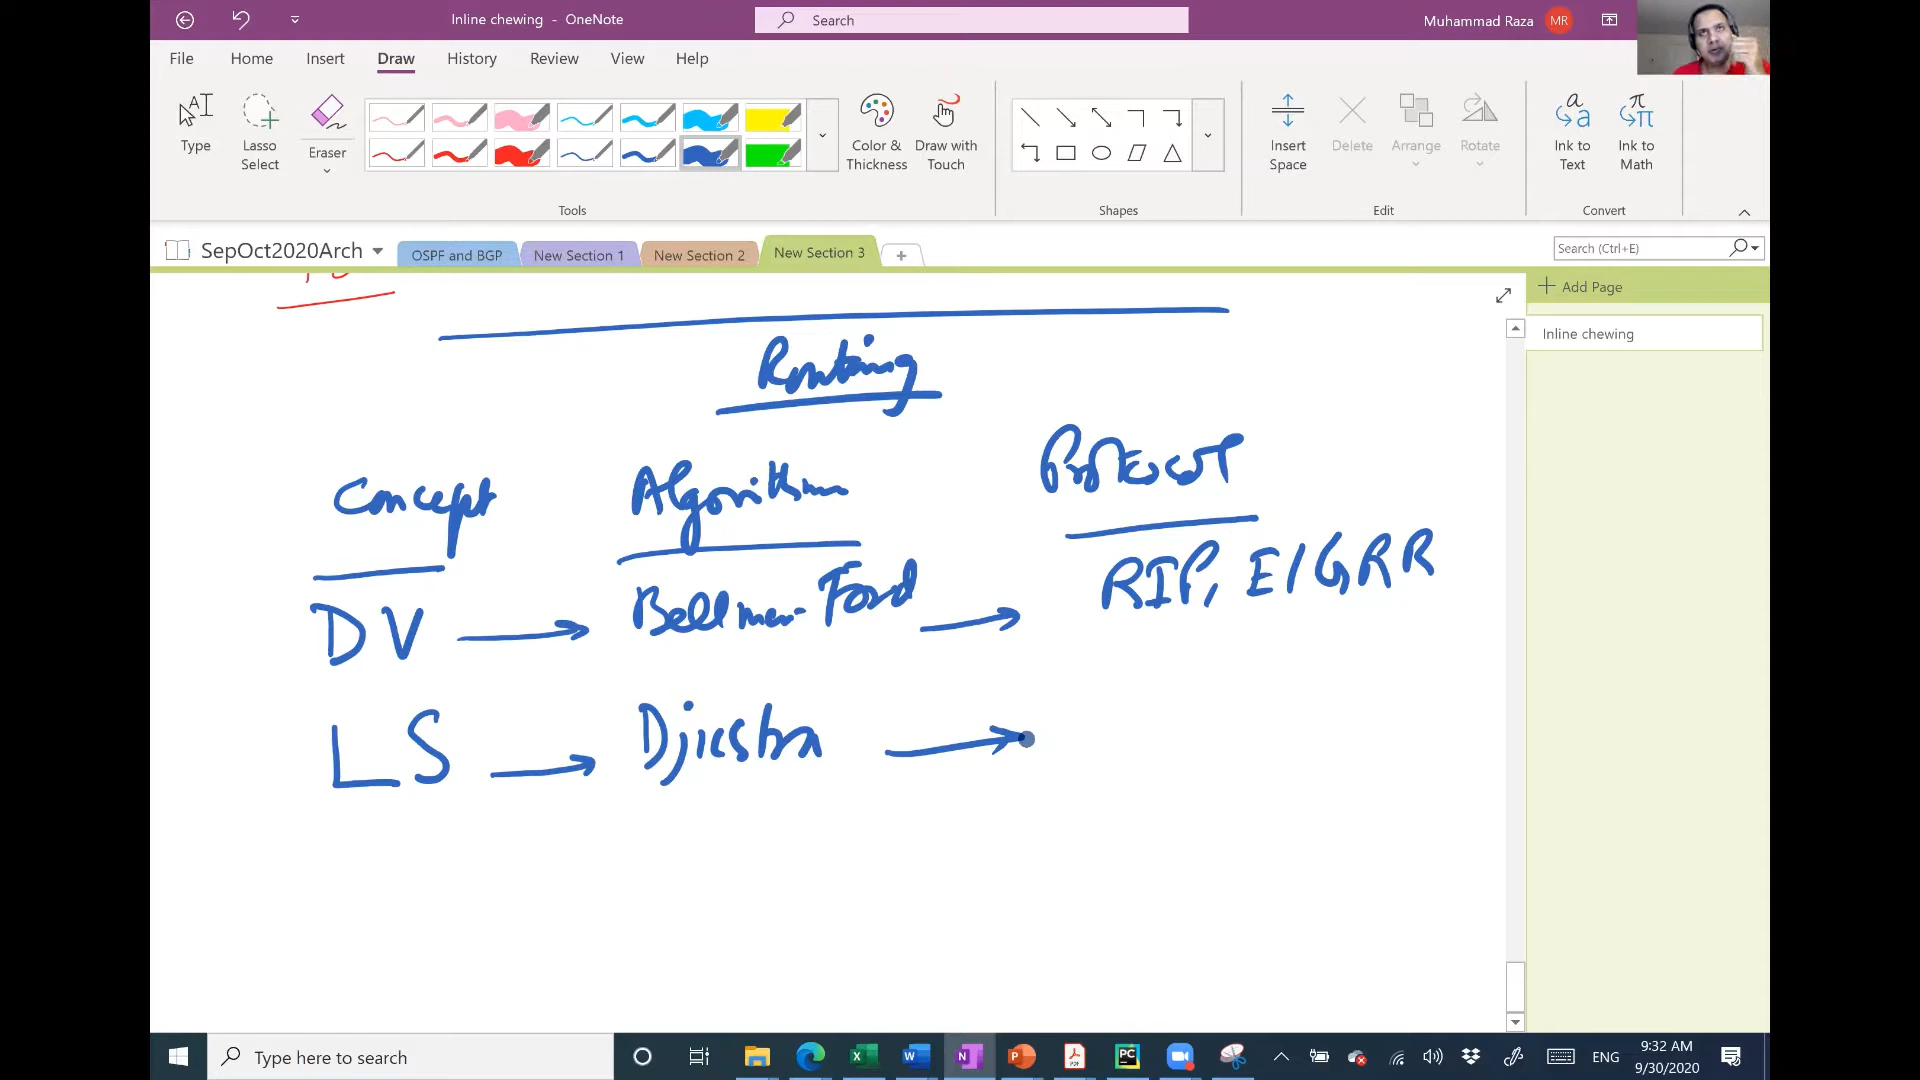 Inline chewing - OneNote
Search
Muhammad Raza MR
File Home Insert Draw History Review View Help
Type
Lasso Select
Eraser
Color & Thickness
Draw with Touch
Insert Space
Delete
Arrange
Rotate
Ink to Text
Ink to Math
Tools
Shapes
Edit
Convert
SepOct2020Arch
OSPF and BGP
New Section 1
New Section 2
New Section 3
Search (Ctrl+E)
Add Page
Inline chewing
Routing
Concept Algorithm Protocol
DV Bellman-Ford RIP, EIGRR
LS Djicstra
Type here to search
ENG
9:32 AM
9/30/2020